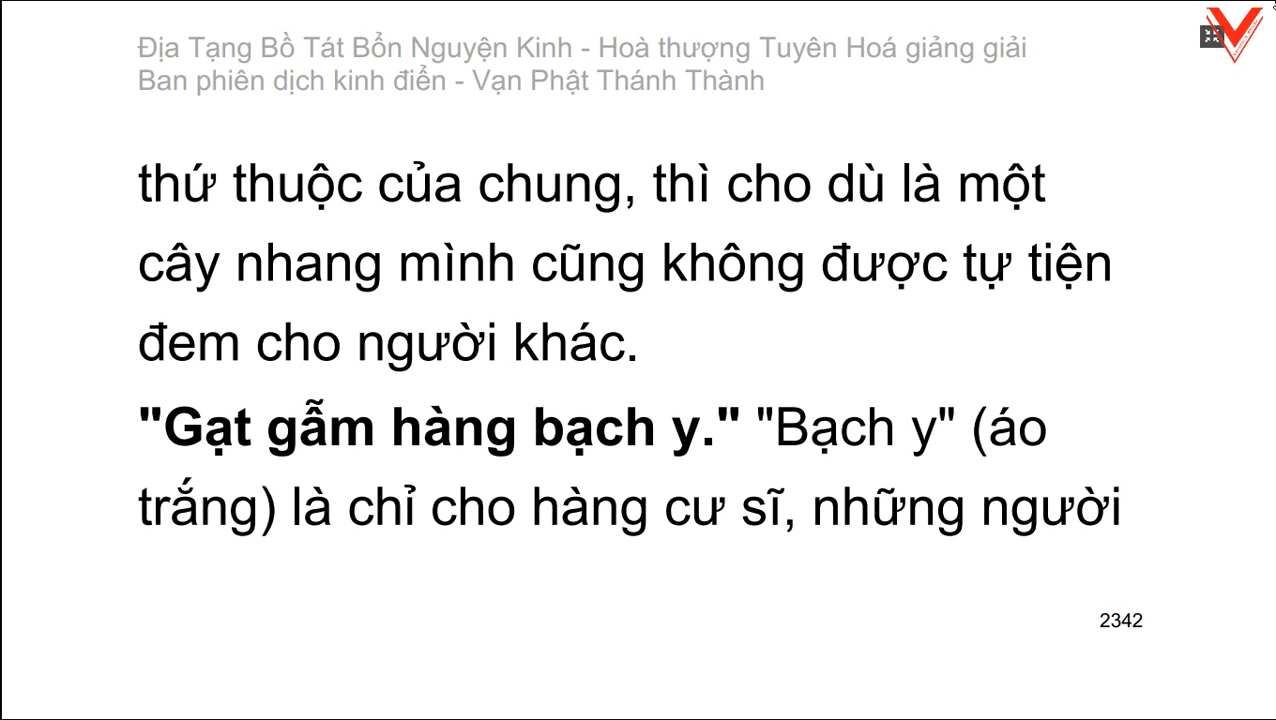 Địa Tạng Bồ Tát Bổn Nguyện Kinh - Hoà thượng Tuyên Hoá giảng giải
Ban phiên dịch kinh điển - Vạn Phật Thánh Thành
thứ thuộc của chung, thì cho dù là một
cây nhang mình cũng không được tự tiện
đem cho người khác.
"Gạt gẫm hàng bạch y." "Bạch y" (áo
trắng) là chỉ cho hàng cư sĩ, những người
2342